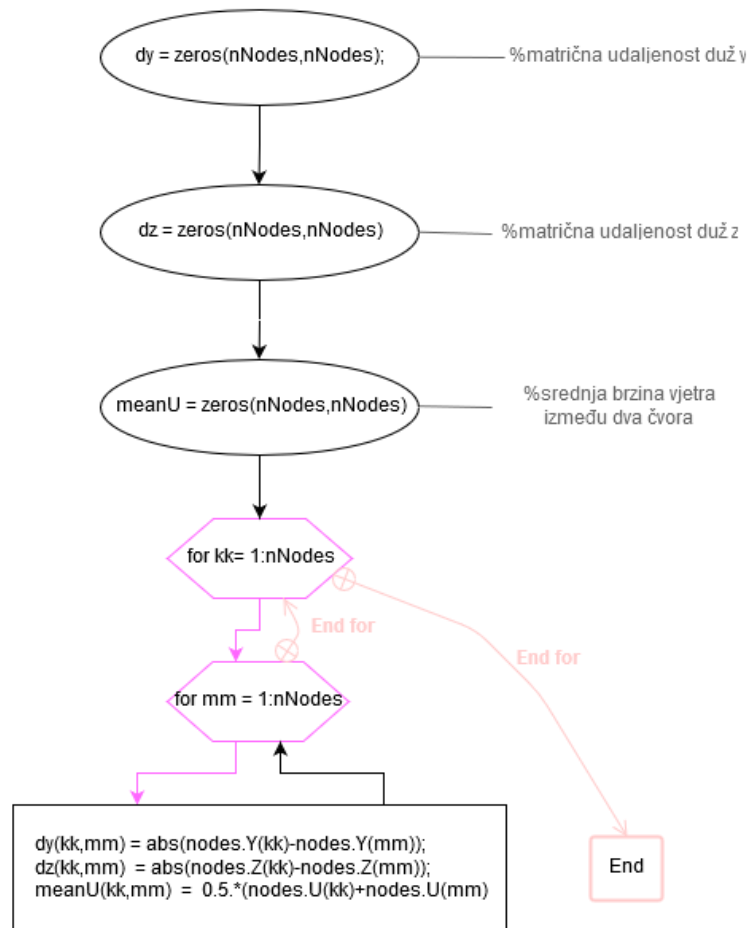 dy = zeros(nNodes,nNodes);
%matrična udaljenost duž y
dz = zeros(nNodes,nNodes)
%matrična udaljenost duž z
meanU = zeros(nNodes,nNodes)
%srednja brzina vjetra
između dva čvora
for kk= 1:nNodes
End for
End for
for mm = 1:nNodes
dy(kk,mm) = abs(nodes.Y(kk)-nodes.Y(mm));
dz(kk,mm) = abs(nodes.Z(kk)-nodes.Z(mm));
meanU(kk,mm) = 0.5.*(nodes.U(kk)+nodes.U(mm)
End